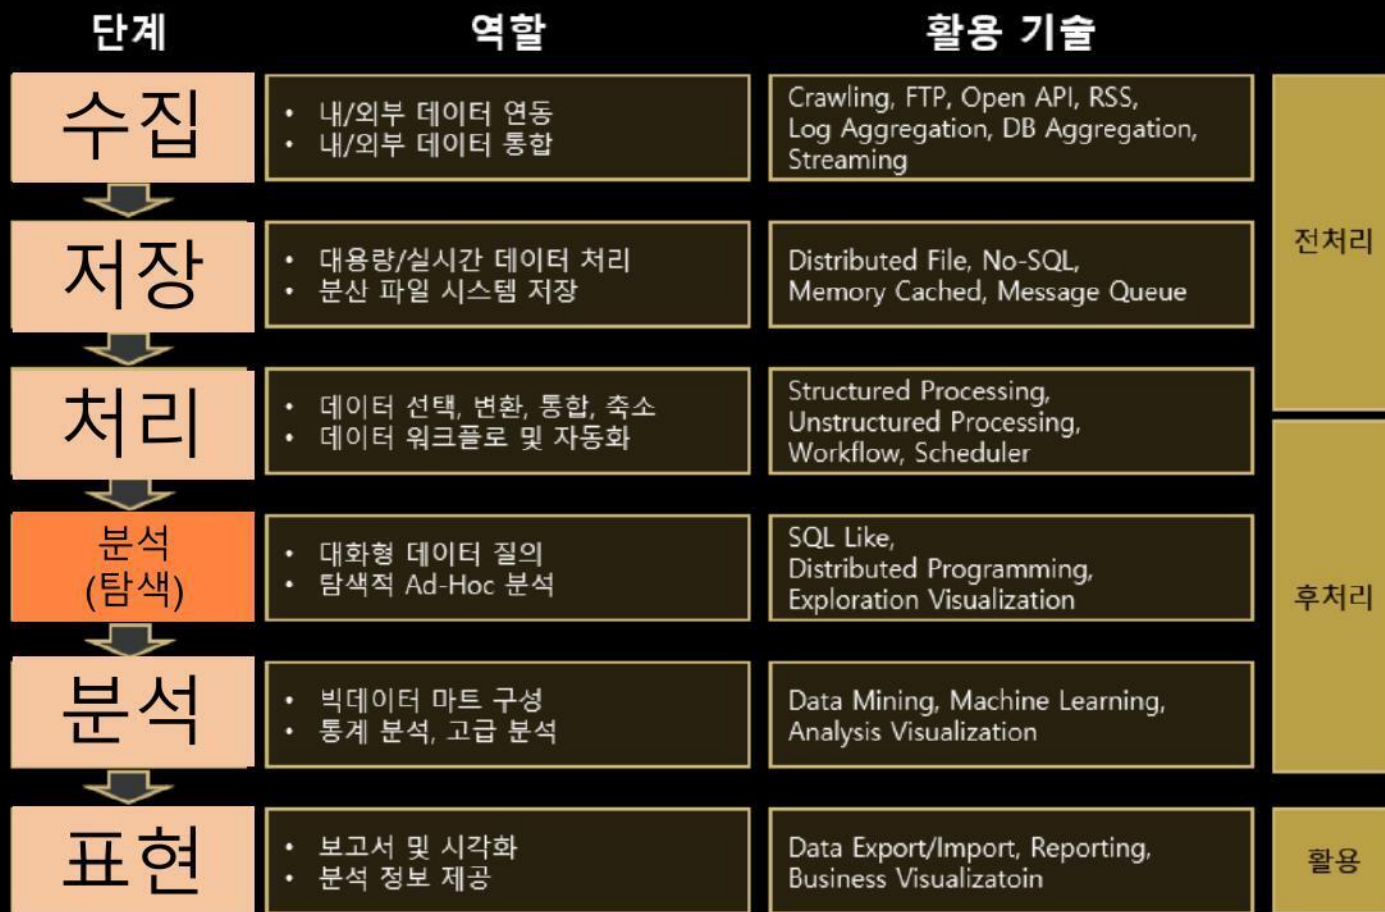 단계 역할 활용 기술
수집
• 내/외부 데이터 연동
• 내/외부 데이터 통합
Crawling, FTP, Open API, RSS,
Log Aggregation, DB Aggregation,
Streaming
전처리
저장
• 대용량/실시간 데이터 처리
• 분산 파일 시스템 저장
Distributed File, No-SQL,
Memory Cached, Message Queue
처리
• 데이터 선택, 변환, 통합, 축소
• 데이터 워크플로 및 자동화
Structured Processing,
Unstructured Processing,
Workflow, Scheduler
분석
(탐색)
• 대화형 데이터 질의
• 탐색적 Ad-Hoc 분석
SQL Like,
Distributed Programming,
Exploration Visualization
후처리
분석
• 빅데이터 마트 구성
• 통계 분석, 고급 분석
Data Mining, Machine Learning,
Analysis Visualization
표현
• 보고서 및 시각화
• 분석 정보 제공
Data Export/Import, Reporting,
Business Visualizatoin
활용